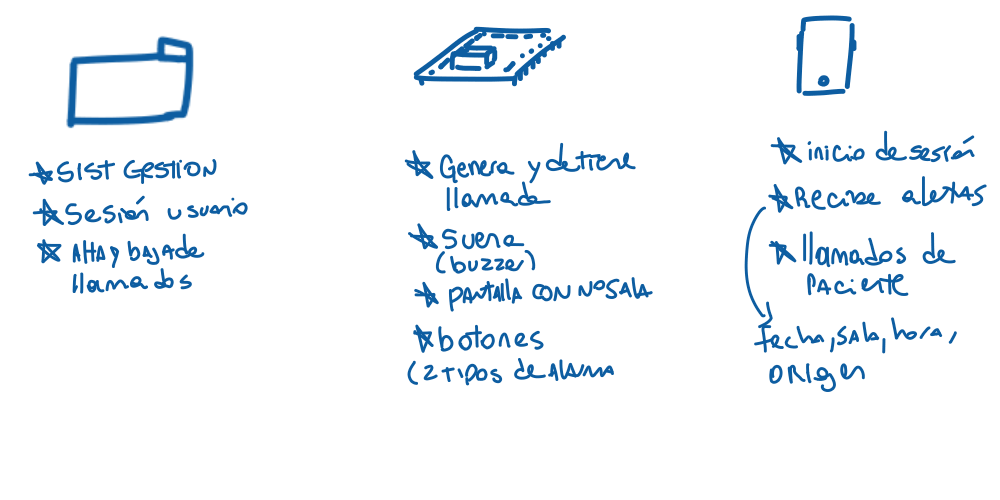 SIST GESTION
Sesión usuario
Alta y baja de
llamados
Genera y detiene
llamada
Suena
(buzzer)
PANTALLA CON Nº SALA
botones
(2 tipos de ALARMA
inicio de sesión
Recibe alertas
llamados de
paciente
fecha, sala, hora,
origen